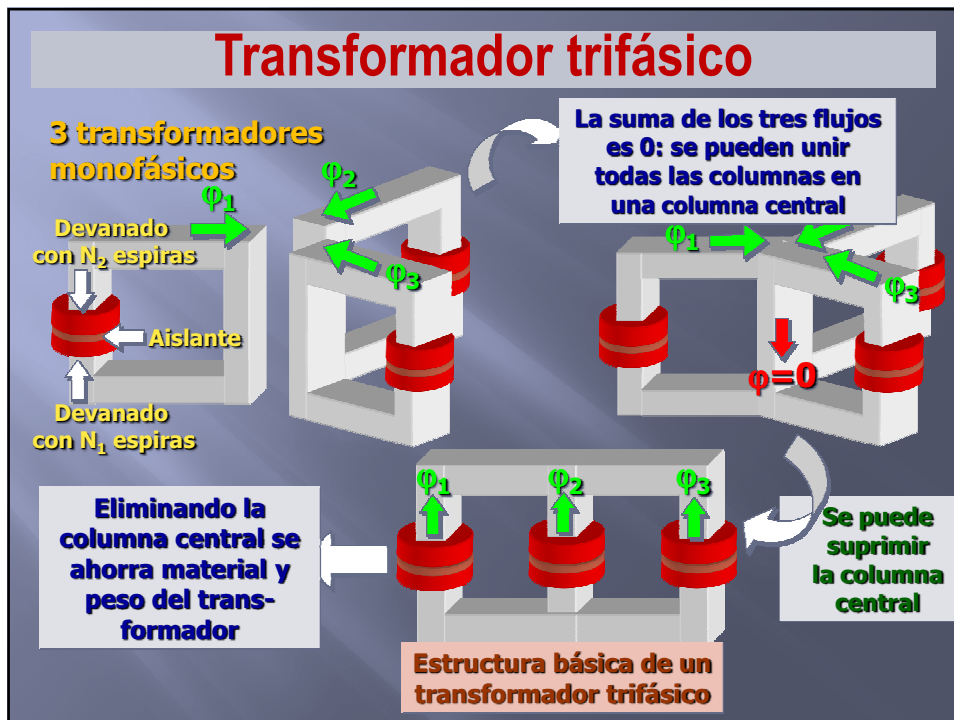 Transformador trifásico
3 transformadores
monofásicos
φ1
φ2
φ3
Devanado
con N2 espiras
Aislante
Devanado
con N1 espiras
La suma de los tres flujos
es 0: se pueden unir
todas las columnas en
una columna central
φ1
φ3
φ=0
Se puede
suprimir
la columna
central
φ1
φ2
φ3
Eliminando la
columna central se
ahorra material y
peso del trans-
formador
Estructura básica de un
transformador trifásico